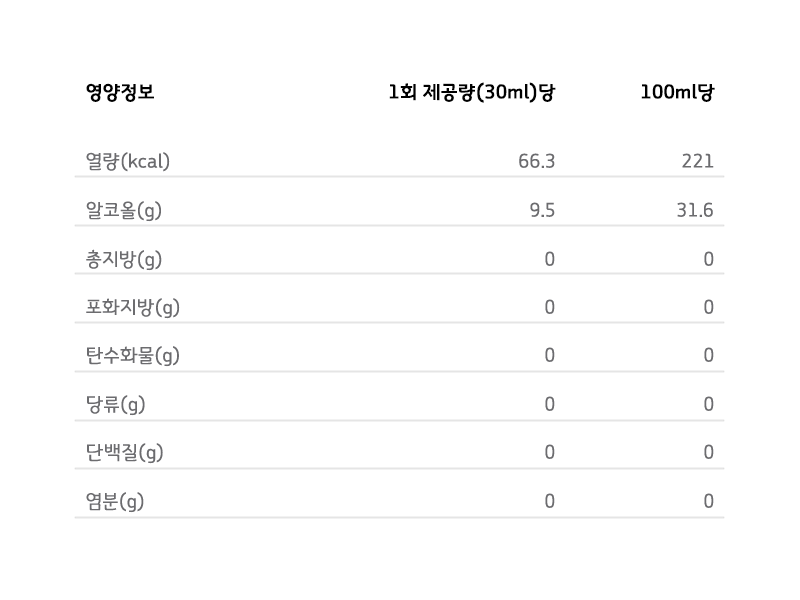 영양정보 1회 제공량(30ml)당 100ml당
열량(kcal) 66.3 221
알코올(g) 9.5 31.6
총지방(g) 0 0
포화지방(g) 0 0
탄수화물(g) 0 0
당류(g) 0 0
단백질(g) 0 0
염분(g) 0 0